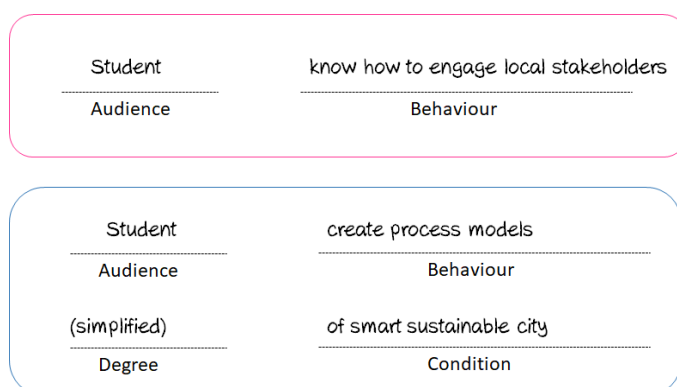 Student know how to engage local stakeholders
Audience Behaviour
Student create process models
Audience Behaviour
(simplified) of smart sustainable city
Degree Condition